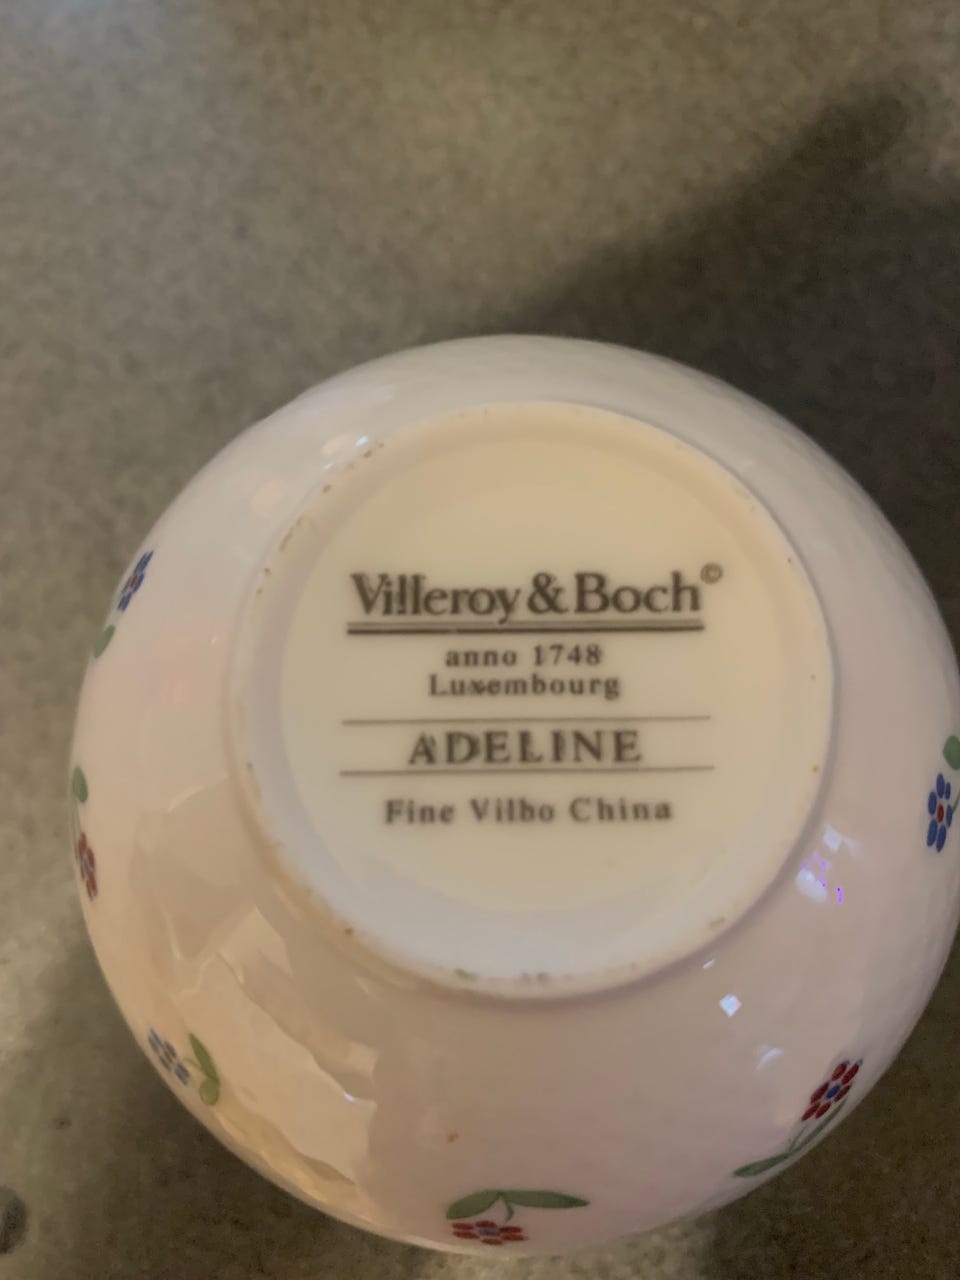 Villeroy & Boch©
anno 1748
Luxembourg
ADELINE
Fine Vilbo China